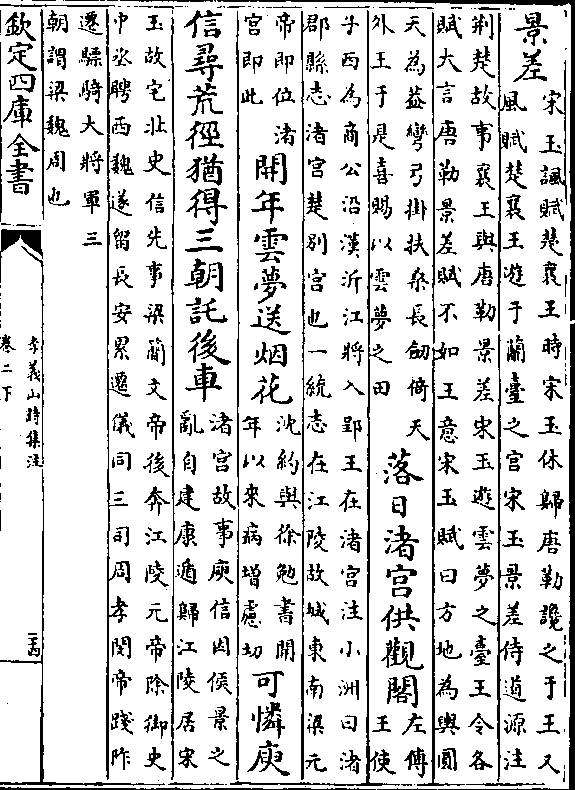 景差
宋玉諷賦楚襄王時宋玉休歸唐勒讒之于王又
風賦楚襄王遊于蘭臺之宮宋玉景差侍道源注
荆楚故事襄王與唐勒景差宋玉遊雲夢之臺王令各
賦大言唐勒景差賦不如王意宋玉賦曰方地為輿圓
天為蓋彎弓掛扶桑長劒倚天
外王于是喜賜以雲夢之田
落日渚宮供觀閣
左傳
王使
子西為商公沿漢泝江將入郢王在渚宮注小洲曰渚
郡縣志渚宮楚别宮也一統志在江陵故城東南梁元
帝即位渚
宮即此
開年雲夢送烟花
沈約與徐勉書開
年以來病增慮切
可憐庾
信尋荒徑猶得三朝託後車
渚宮故事庾信因侯景之
亂自建康遁歸江陵居宋
玉故宅北史信先事梁簡文帝後奔江陵元帝除御史
中丞聘西魏遂留長安累遷儀同三司周孝閔帝踐阼
遷驃騎大將軍三
朝謂梁魏周也
欽定四庫全書
李義山詩集注
卷二下